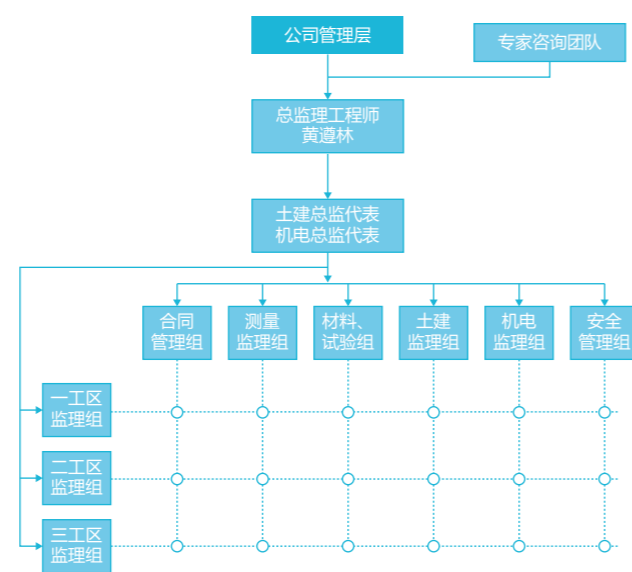 公司管理层
专家咨询团队
总监理工程师
黄遵林
土建总监代表
机电总监代表
合同
管理组
测量
监理组
材料、
试验组
土建
监理组
机电
监理组
安全
管理组
一工区
监理组
二工区
监理组
三工区
监理组